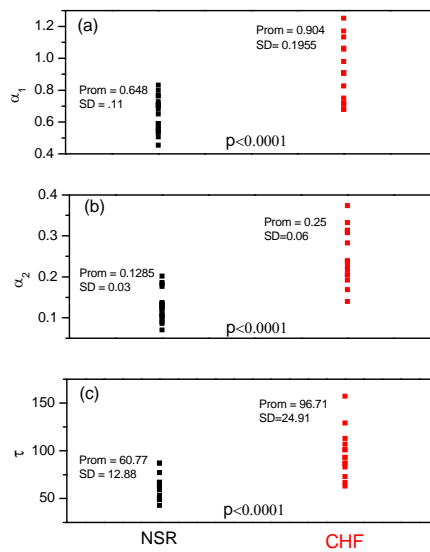 (a)
Prom = 0.904
SD= 0.1955
Prom = 0.648
SD = .11
p<0.0001
α1
1.2
1.0
0.8
0.6
0.4
(b)
Prom = 0.25
SD=0.06
Prom = 0.1285
SD = 0.03
p<0.0001
α2
0.4
0.3
0.2
0.1
(c)
Prom = 96.71
SD=24.91
Prom = 60.77
SD = 12.88
p<0.0001
τ
150
100
50
NSR
CHF